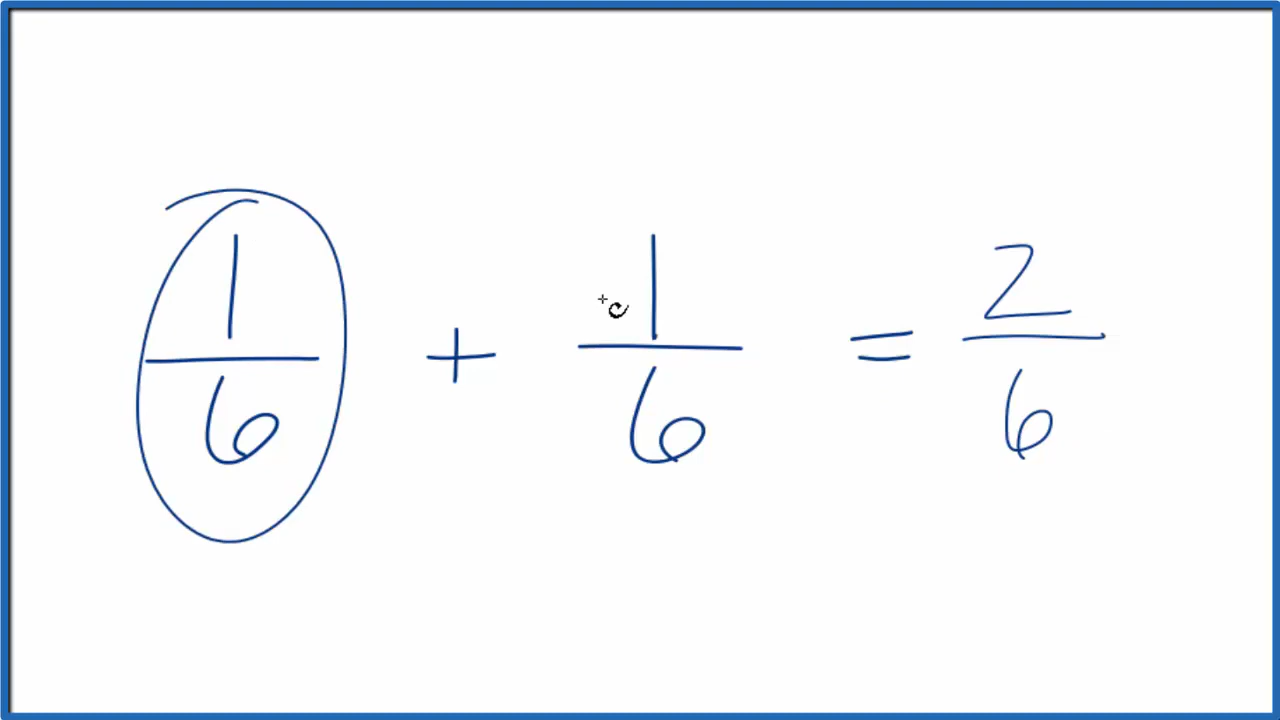 1/6 + 1/6 = 2/6